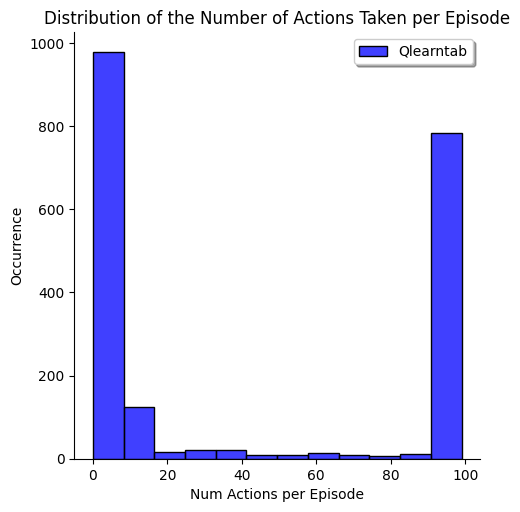 Distribution of the Number of Actions Taken per Episode
Qlearntab
1000
800
600
400
200
0
Occurrence
0 20 40 60 80 100
Num Actions per Episode